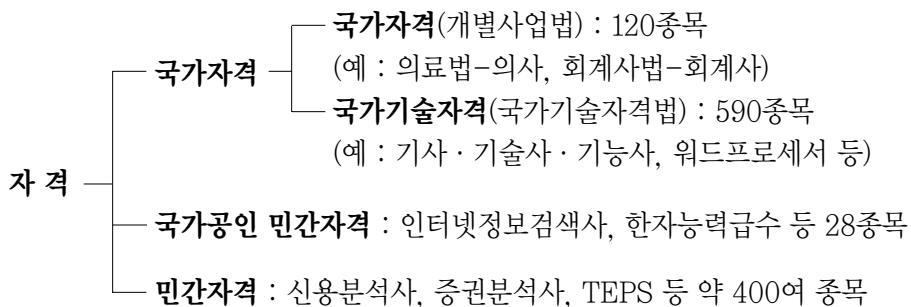 국가자격(개별사업법) : 120종목
(예 : 의료법-의사, 회계사법-회계사)
국가자격
국가기술자격(국가기술자격법) : 590종목
(예 : 기사·기술사·기능사, 워드프로세서 등)
자 격
국가공인 민간자격 : 인터넷정보검색사, 한자능력급수 등 28종목
민간자격 : 신용분석사, 증권분석사, TEPS 등 약 400여 종목